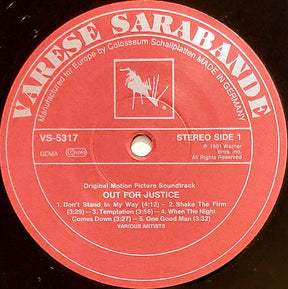 VARESE SARABANDE
Manufactured for Europe by Colosseum Schallplatten MADE IN GERMANY
VS-5317
STEREO SIDE 1
GEMA
℗ 1991 Warner
Bros. Inc.
All Rights Reserved.
Original Motion Picture Soundtrack
OUT FOR JUSTICE
1. Don't Stand In My Way (4:12) – 2. Shake The Firm
(3:29) – 3. Temptation (3:56) – 4. When The Night
Comes Down (3:27) – 5. One Good Man (3:32)
VARIOUS ARTISTS